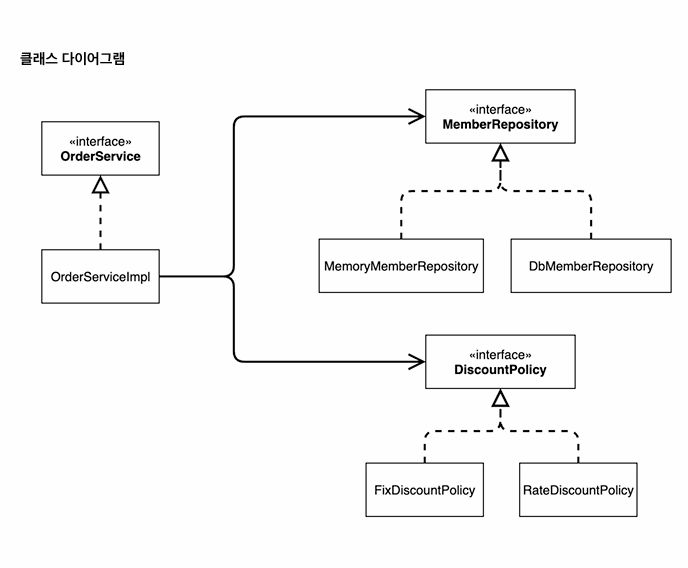 클래스 다이어그램
«interface»
OrderService
OrderServiceImpl
«interface»
MemberRepository
MemoryMemberRepository
DbMemberRepository
«interface»
DiscountPolicy
FixDiscountPolicy
RateDiscountPolicy